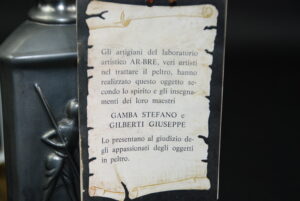 Gli artigiani del laboratorio
artistico AR-BRE, veri artisti
nel trattare il peltro, hanno
realizzato questo oggetto se-
condo lo spirito e gli insegna-
menti dei loro maestri
GAMBA STEFANO e
GILBERTI GIUSEPPE
Lo presentano al giudizio de-
gli appassionati degli oggetti
in peltro.